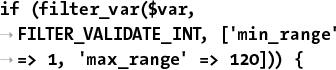 if (filter_var($var,
→ FILTER_VALIDATE_INT, ['min_range'
→ => 1, 'max_range' => 120])) {